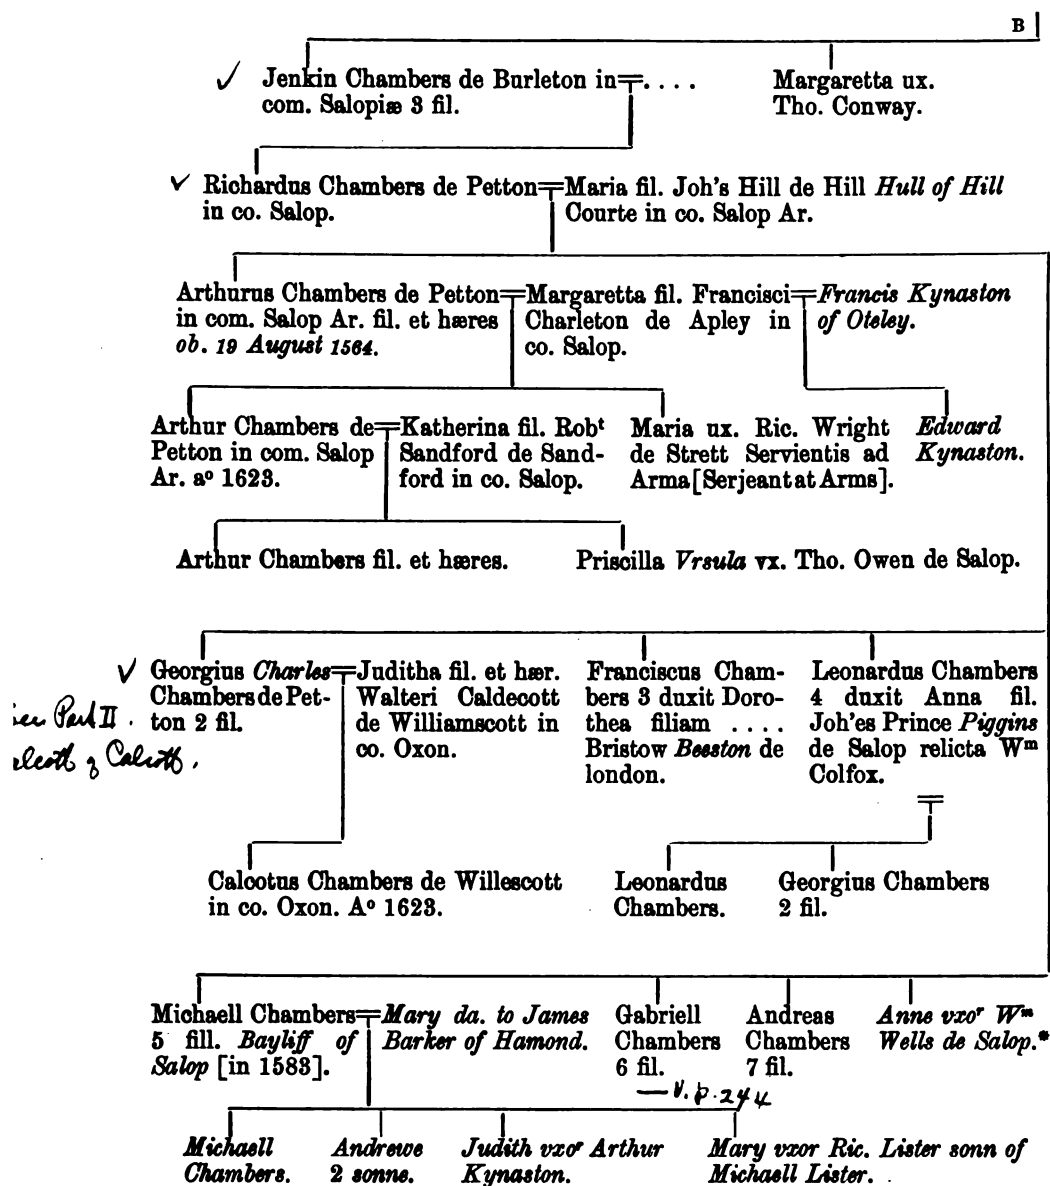 B
✓ Jenkin Chambers de Burleton in=. . . .
com. Salopiæ 3 fil.
Margaretta ux.
Tho. Conway.
✓ Richardus Chambers de Petton=Maria fil. Joh's Hill de Hill Hull of Hill
in co. Salop. Courte in co. Salop Ar.
Arthurus Chambers de Petton=Margaretta fil. Francisci=Francis Kynaston
in com. Salop Ar. fil. et hæres Charleton de Apley in of Oteley.
ob. 19 August 1564. co. Salop.
Arthur Chambers de=Katherina fil. Robt
Petton in com. Salop Sandford de Sand-
Ar. ao 1623. ford in co. Salop.
Maria ux. Ric. Wright
de Strett Servientis ad
Arma [Serjeant at Arms].
Edward
Kynaston.
Arthur Chambers fil. et hæres.
Priscilla Vrsula vx. Tho. Owen de Salop.
✓ Georgius Charles=Juditha fil. et hær.
Chambers de Pet- Walteri Caldecott
ton 2 fil. de Williamscott in
co. Oxon.
Part II.
Calcott.
Franciscus Cham-
bers 3 duxit Doro-
thea filiam . . . .
Bristow Beeston de
london.
Leonardus Chambers
4 duxit Anna fil.
Joh'es Prince Piggins
de Salop relicta Wm
Colfox.
Calcotus Chambers de Willescott
in co. Oxon. Ao 1623.
Leonardus
Chambers.
Georgius Chambers
2 fil.
Michaell Chambers=Mary da. to James
5 fill. Bayliff of Barker of Hamond.
Salop [in 1583].
Gabriell
Chambers
6 fil.
— V. p. 244
Andreas
Chambers
7 fil.
Anne vxor Wm
Wells de Salop.*
Michaell
Chambers.
Andrewe
2 sonne.
Judith vxor Arthur
Kynaston.
Mary vxor Ric. Lister sonn of
Michaell Lister.